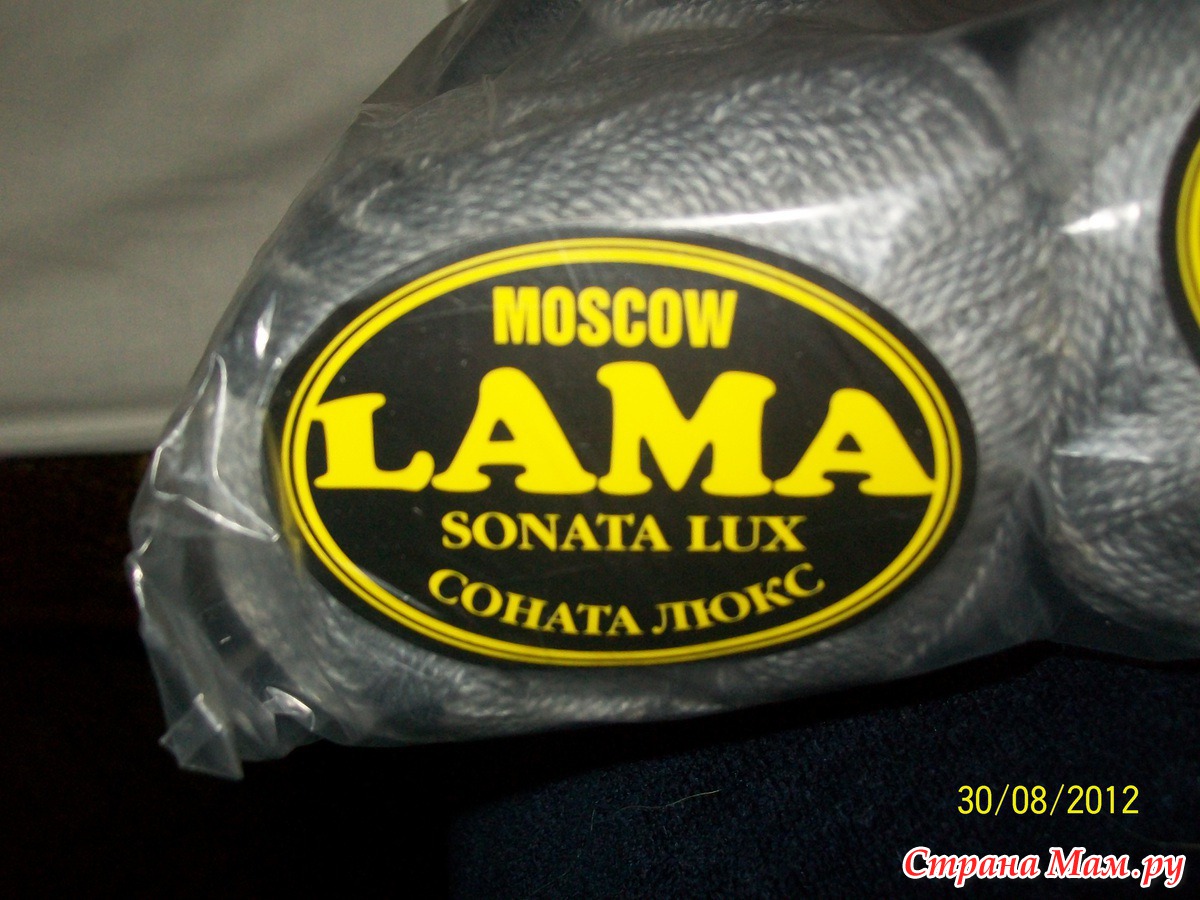 MOSCOW
LAMA
SONATA LUX
СОНАТА ЛЮКС
30/08/2012
Страна Мам.ру